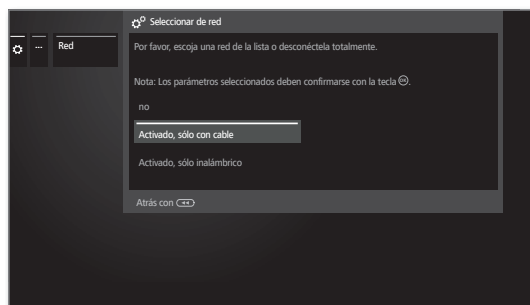 Seleccionar de red
... Red
Por favor, escoja una red de la lista o desconéctela totalmente.
Nota: Los parámetros seleccionados deben confirmarse con la tecla OK.
no
Activado, sólo con cable
Activado, sólo inalámbrico
Atrás con